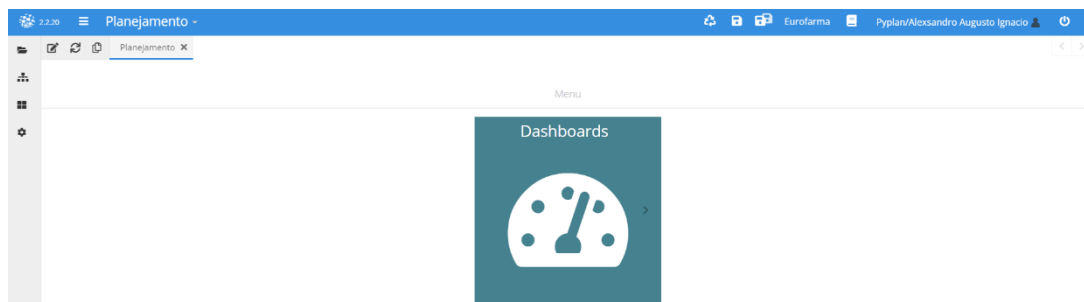 2.2.20 Planejamento Eurofarma Pyplan/Alexsandro Augusto Ignacio
Planejamento
Menu
Dashboards